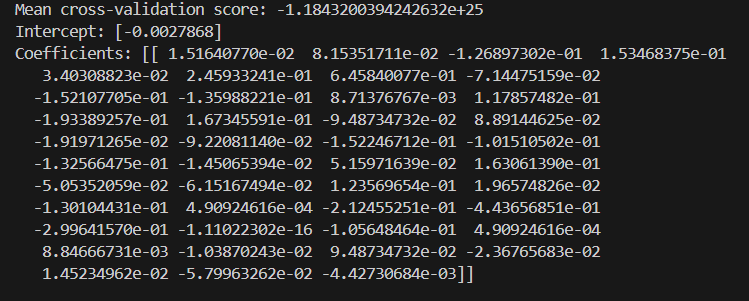 Mean cross-validation score: -1.1843200394242632e+25
Intercept: [-0.0027868]
Coefficients: [[ 1.51640770e-02  8.15351711e-02 -1.26897302e-01  1.53468375e-01
   3.40308823e-02  2.45933241e-01  6.45840077e-01 -7.14475159e-02
  -1.52107705e-01 -1.35988221e-01  8.71376767e-03  1.17857482e-01
  -1.93389257e-01  1.67345591e-01 -9.48734732e-02  8.89144625e-02
  -1.91971265e-02 -9.22081140e-02 -1.52246712e-01 -1.01510502e-01
  -1.32566475e-01 -1.45065394e-02  5.15971639e-02  1.63061390e-01
  -5.05352059e-02 -6.15167494e-02  1.23569654e-01  1.96574826e-02
  -1.30104431e-01  4.90924616e-04 -2.12455251e-01 -4.43656851e-01
  -2.99641570e-01 -1.11022302e-16 -1.05648464e-01  4.90924616e-04
   8.84666731e-03 -1.03870243e-02  9.48734732e-02 -2.36765683e-02
   1.45234962e-02 -5.79963262e-02 -4.42730684e-03]]